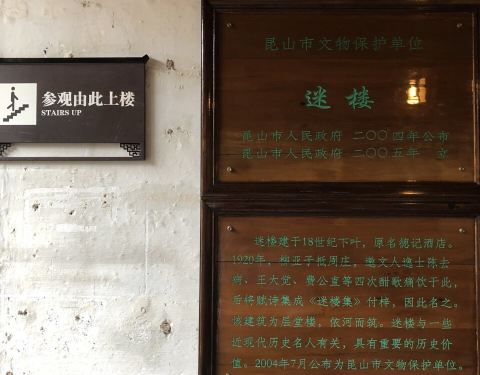 参观由此上楼
STAIRS UP
昆山市文物保护单位
迷楼
昆山市人民政府 二〇〇四年公布
昆山市人民政府 二〇〇五年 立
迷楼建于18世纪下叶，原名德记酒店。
1920年，柳亚子抵周庄，邀文人逸士陈去
病、王大觉、费公直等四次酣歌痛饮于此，
后将赋诗集成《迷楼集》付梓，因此名之。
该建筑为层堂楼，依河而筑。迷楼与一些
近现代历史名人有关，具有重要的历史价
值。2004年7月公布为昆山市文物保护单位。